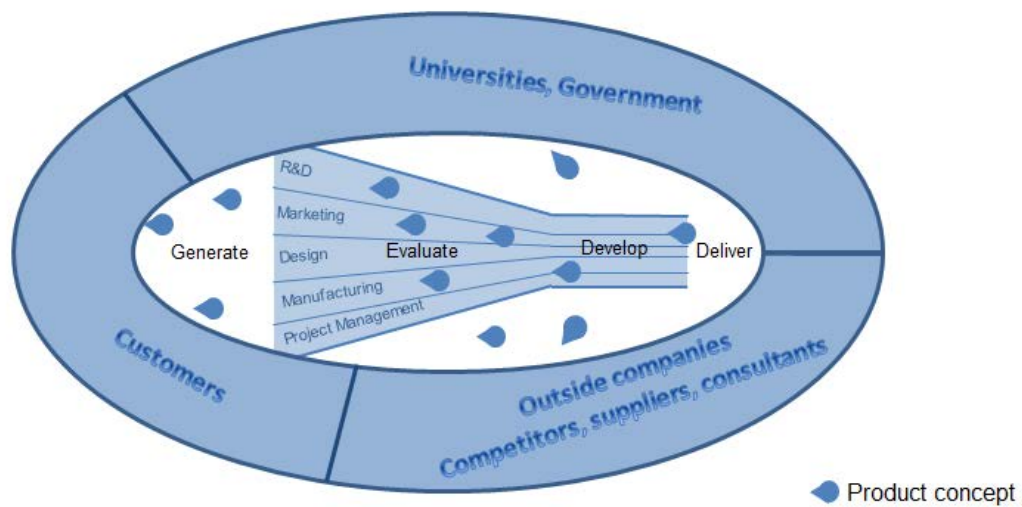 Universities, Government
R&D
Marketing
Generate
Design
Evaluate
Develop
Deliver
Manufacturing
Project Management
Customers
Outside companies
Competitors, suppliers, consultants
Product concept